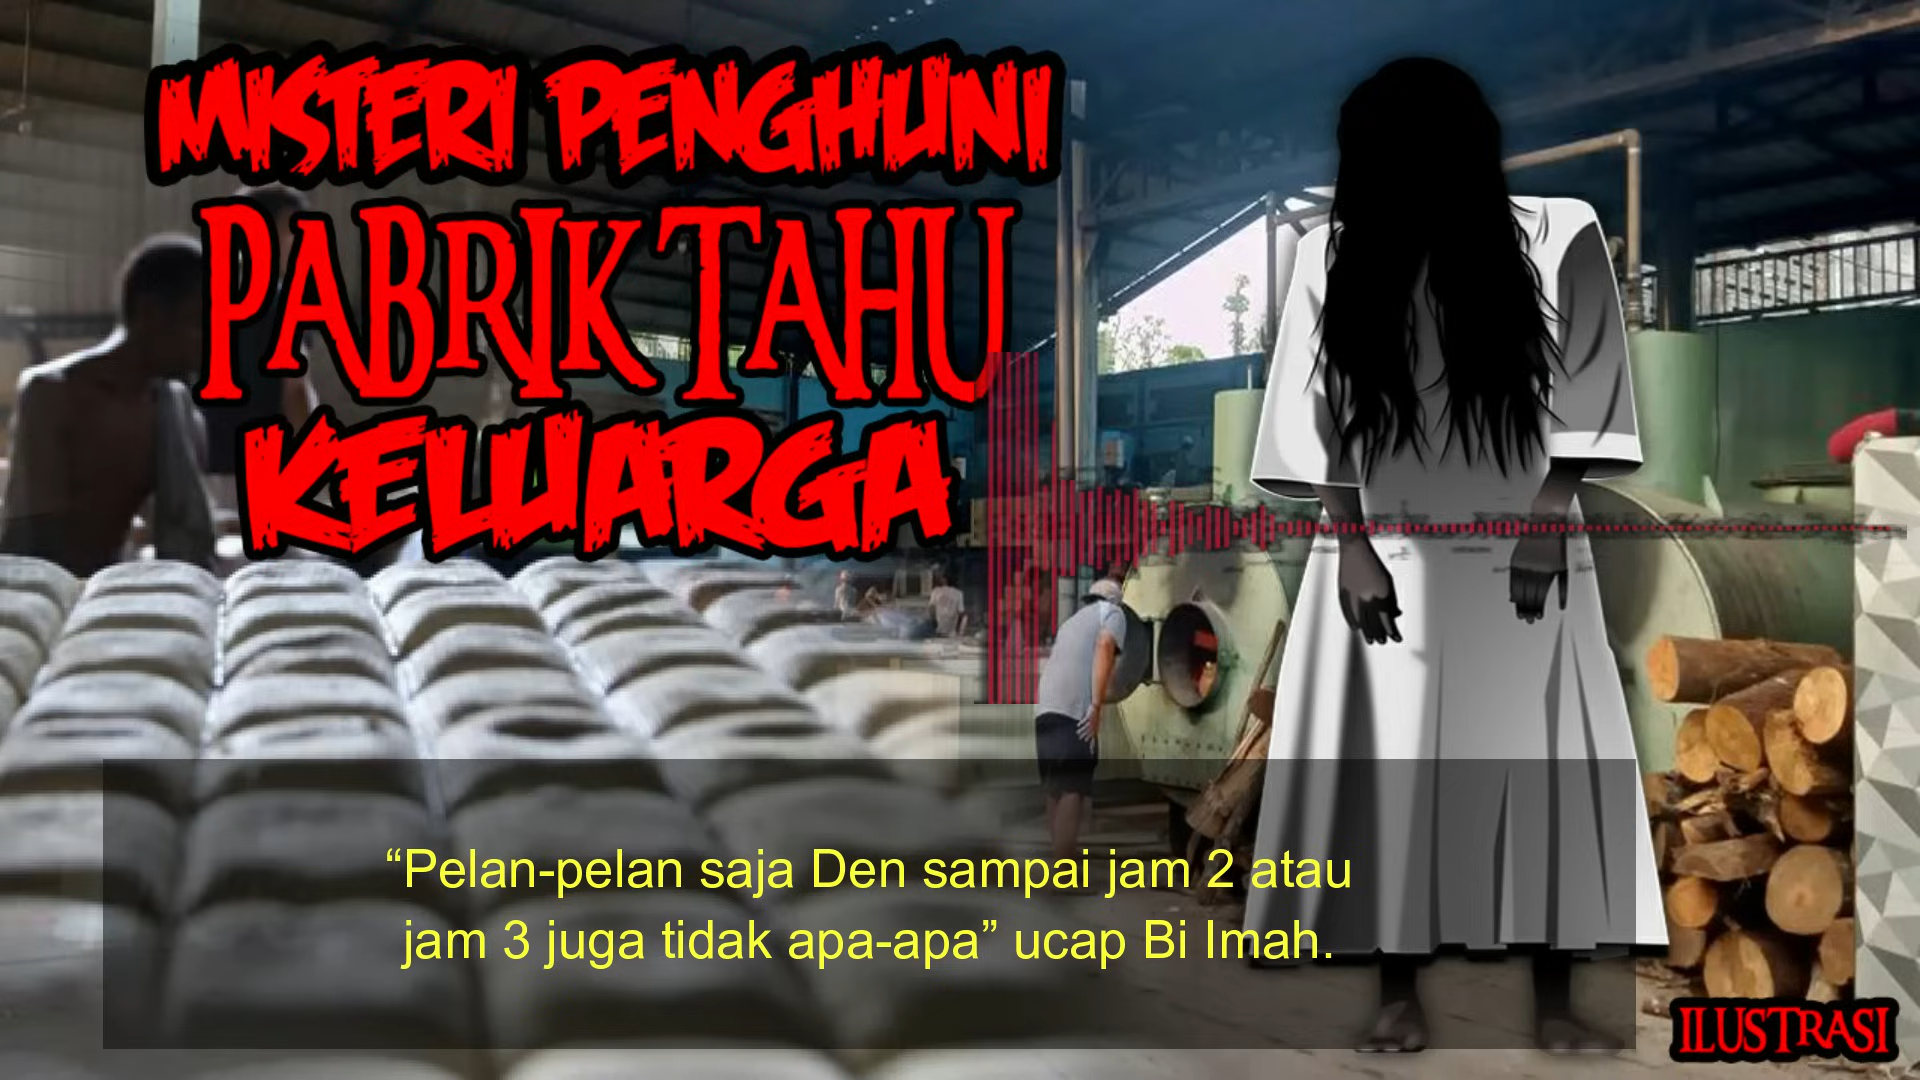 MISTERI PENGHUNI
PABRIK TAHU
KELUARGA
“Pelan-pelan saja Den sampai jam 2 atau
jam 3 juga tidak apa-apa” ucap Bi Imah.
ILUSTRASI